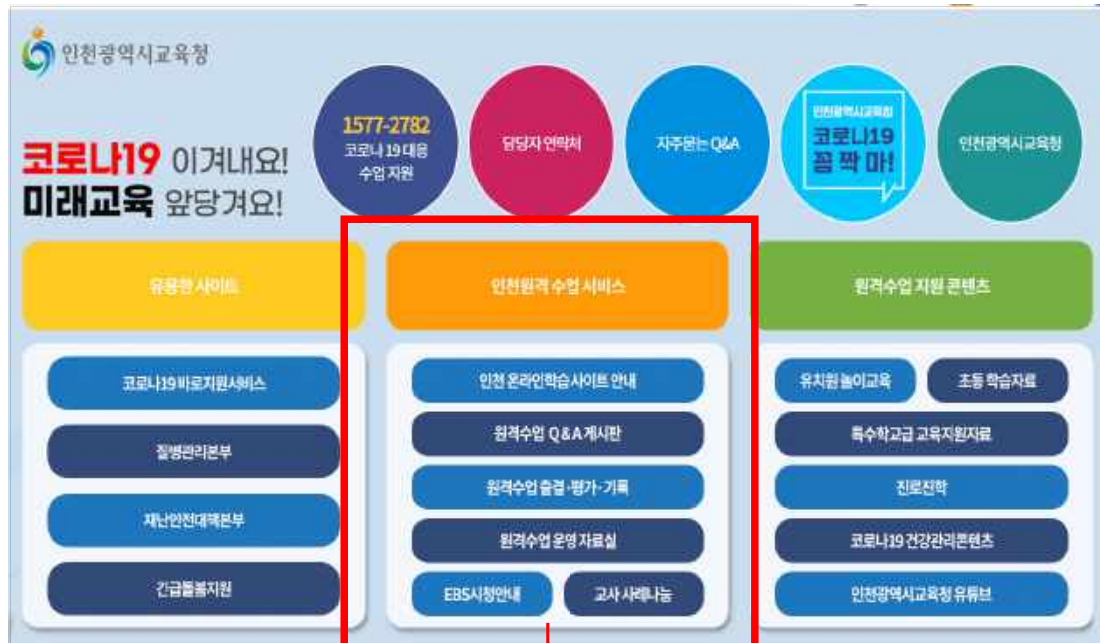 인천광역시교육청
코로나19 이겨내요!
미래교육 앞당겨요!
1577-2782
코로나 19 대응
수업 지원
담당자 연락처
자주묻는 Q&A
인천광역시교육청
코로나19
꼼짝 마!
인천광역시교육청
유용한 사이트
코로나19 바로지원서비스
질병관리본부
재난안전대책본부
긴급돌봄지원
인천원격 수업 서비스
인천 온라인학습사이트 안내
원격수업 Q&A 게시판
원격수업 출결·평가·기록
원격수업 운영 자료실
EBS시청안내
교사 사례나눔
원격수업 지원 콘텐츠
유치원 놀이교육
초등 학습자료
특수학교급 교육지원자료
진로진학
코로나19 건강관리콘텐츠
인천광역시교육청 유튜브